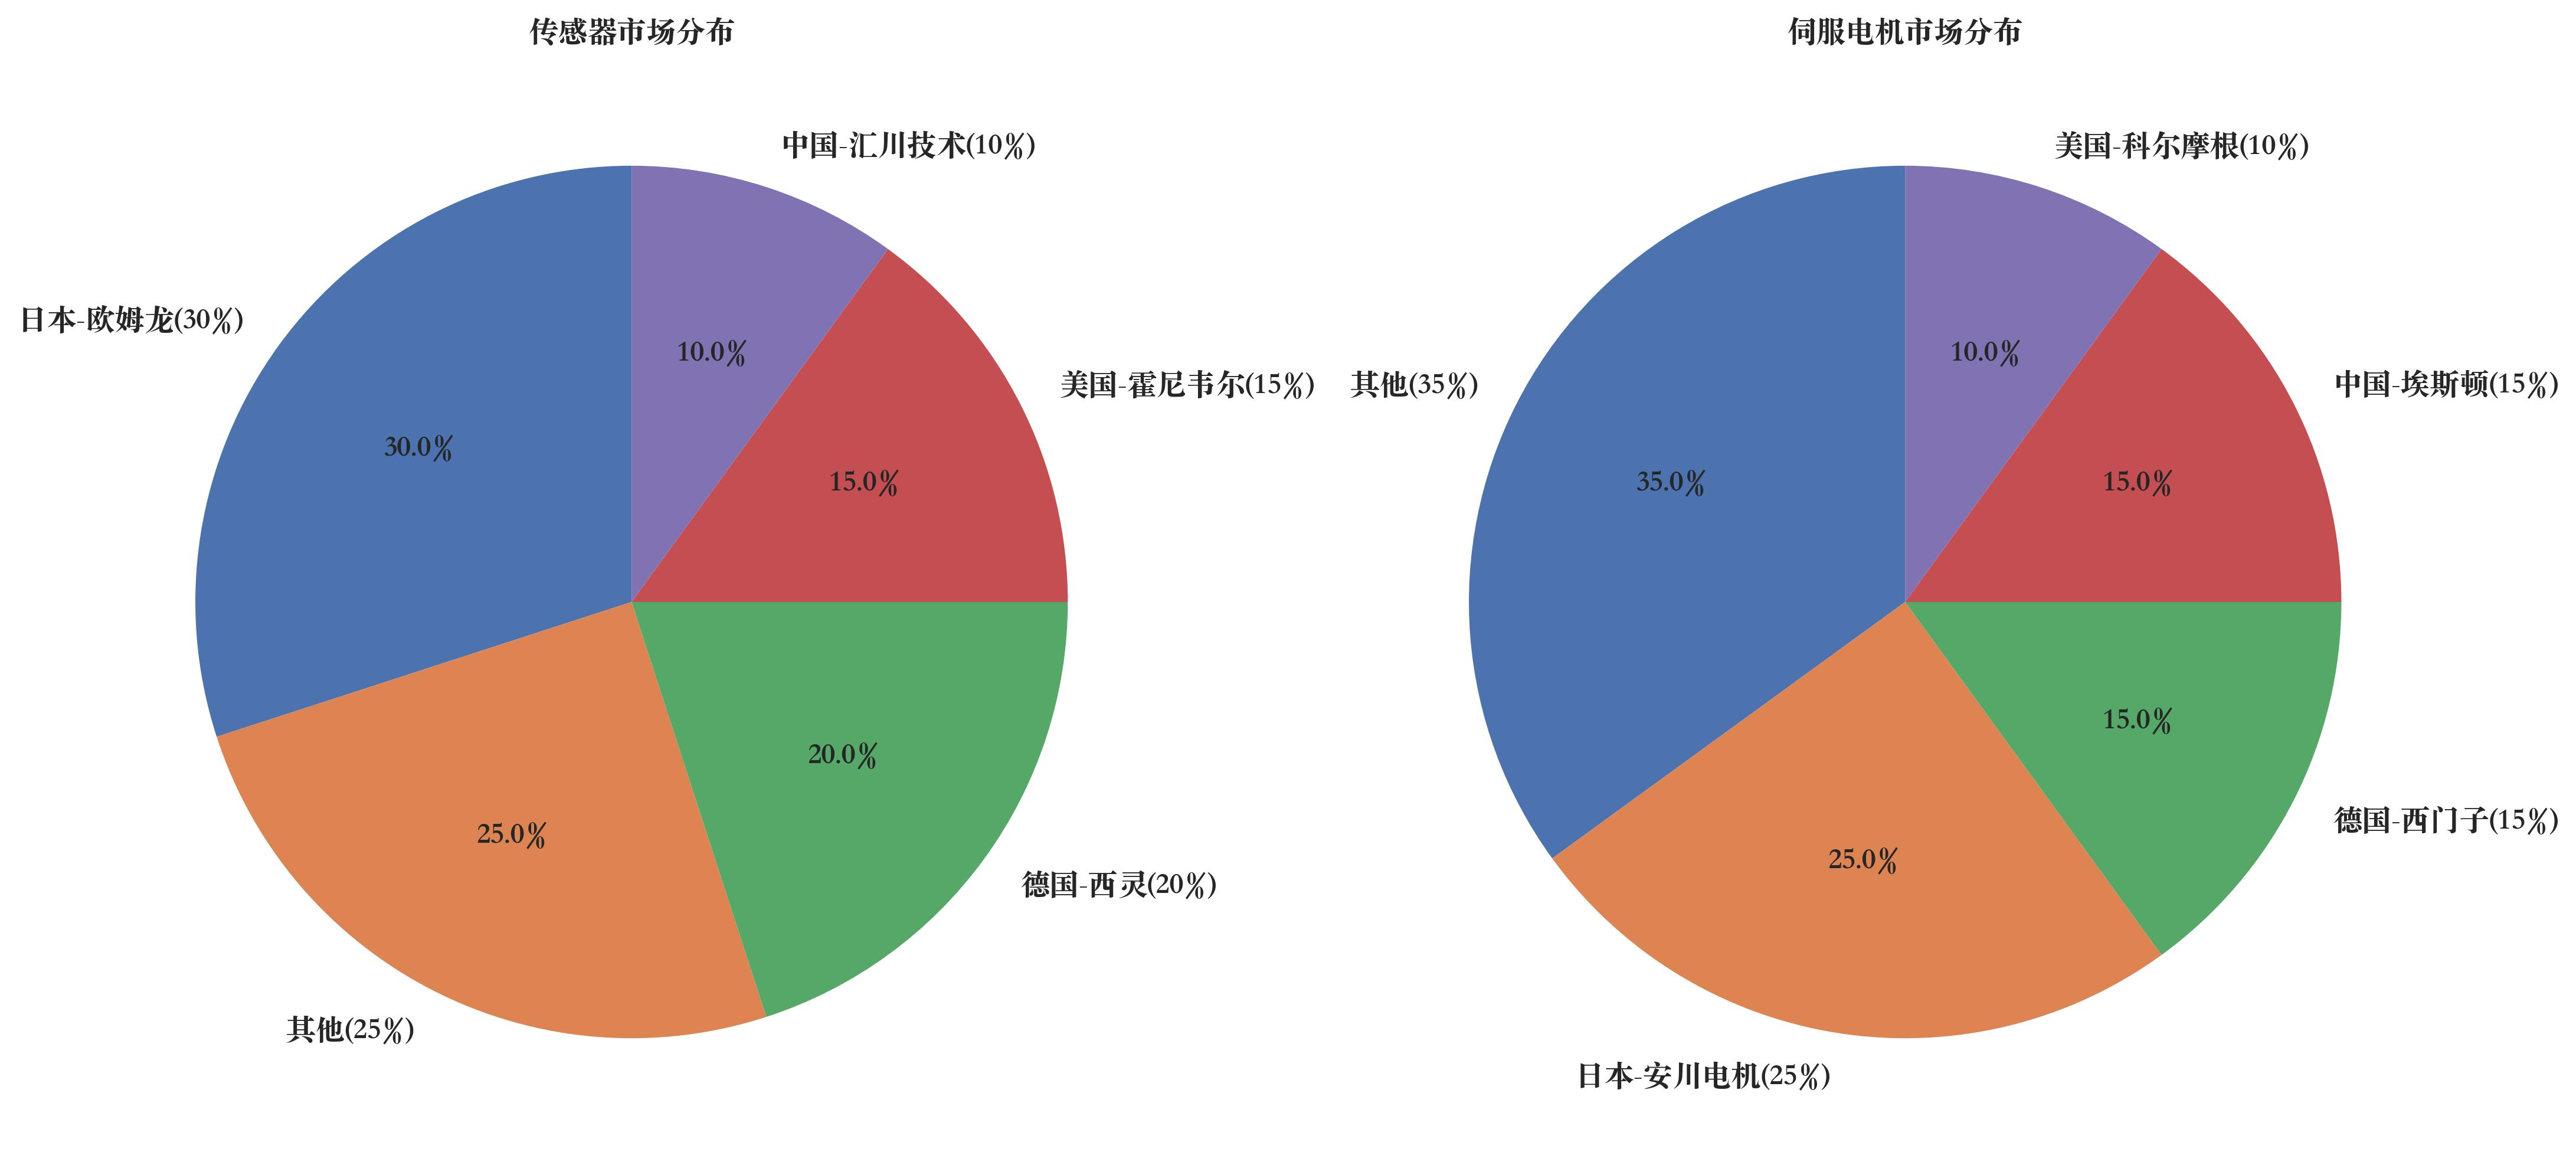 传感器市场分布
中国-汇川技术(10%)
日本-欧姆龙(30%)
美国-霍尼韦尔(15%)
10.0%
30.0%
15.0%
20.0%
25.0%
德国-西灵(20%)
其他(25%)
伺服电机市场分布
美国-科尔摩根(10%)
其他(35%)
中国-埃斯顿(15%)
10.0%
35.0%
15.0%
15.0%
25.0%
德国-西门子(15%)
日本-安川电机(25%)